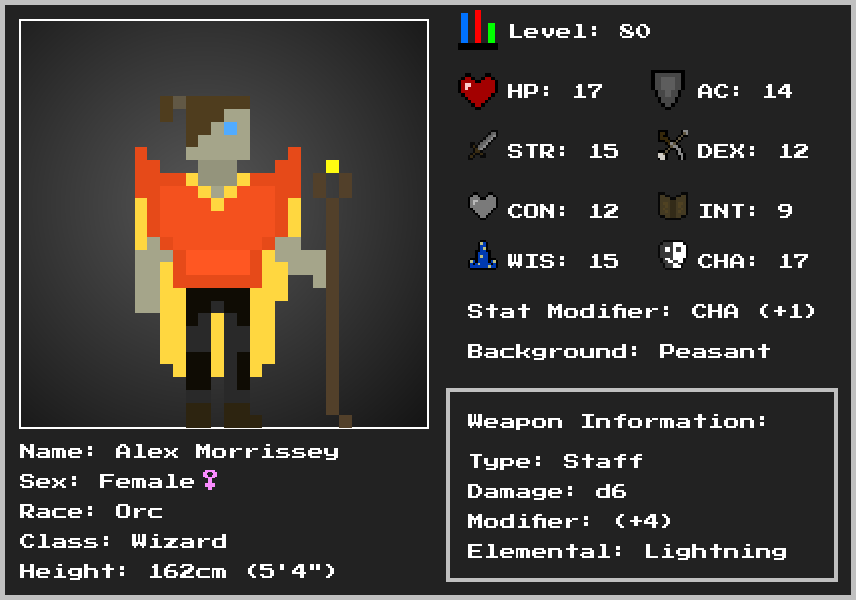 Level: 80
HP: 17 AC: 14
STR: 15 DEX: 12
CON: 12 INT: 9
WIS: 15 CHA: 17
Stat Modifier: CHA (+1)
Background: Peasant
Weapon Information:
Type: Staff
Damage: d6
Modifier: (+4)
Elemental: Lightning
Name: Alex Morrissey
Sex: Female♀
Race: Orc
Class: Wizard
Height: 162cm (5'4")